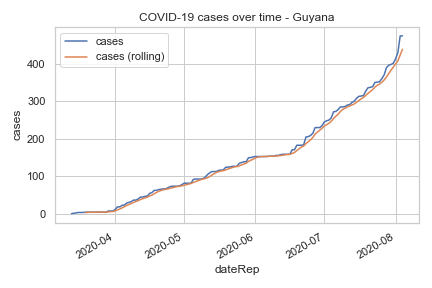 COVID-19 cases over time - Guyana
cases
cases (rolling)
400
300
200
100
0
cases
2020-04
2020-05
2020-06
2020-07
2020-08
dateRep